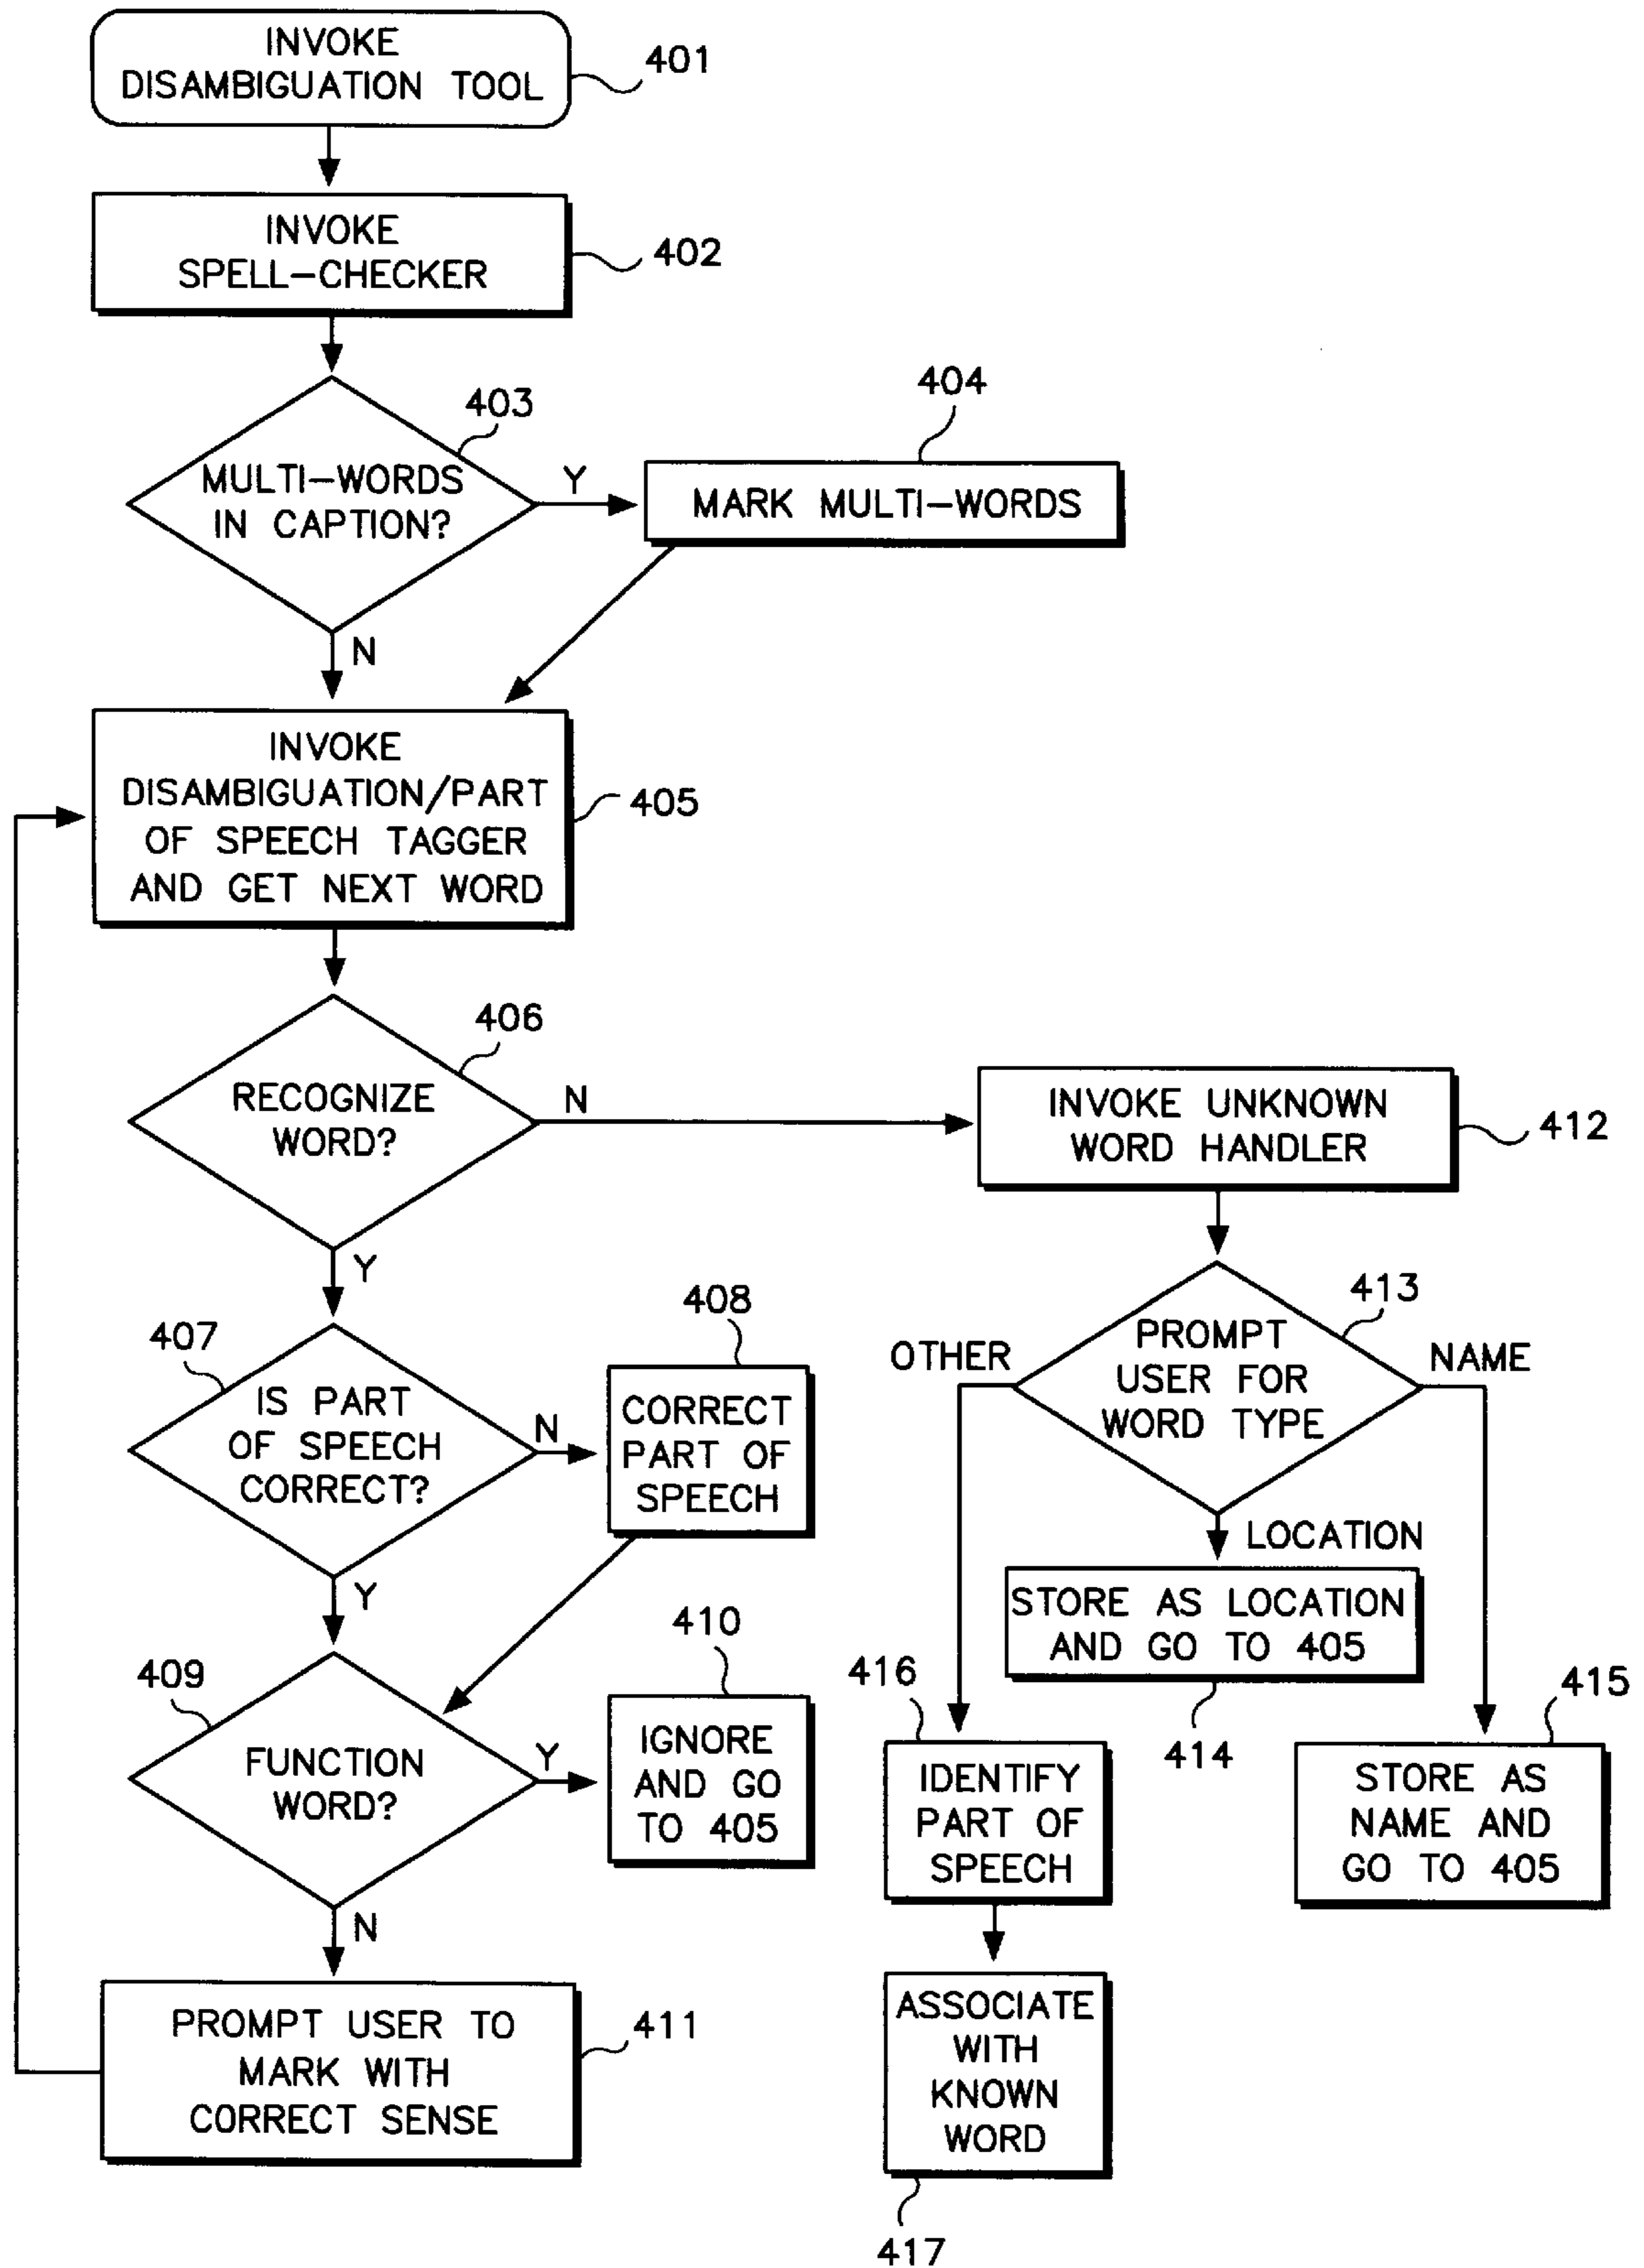 INVOKE
DISAMBIGUATION TOOL
401
INVOKE
SPELL-CHECKER
402
403
MULTI-WORDS
IN CAPTION?
Y
404
MARK MULTI-WORDS
N
INVOKE
DISAMBIGUATION/PART
OF SPEECH TAGGER
AND GET NEXT WORD
405
406
RECOGNIZE
WORD?
N
INVOKE UNKNOWN
WORD HANDLER
412
Y
407
IS PART
OF SPEECH
CORRECT?
N
408
CORRECT
PART OF
SPEECH
413
PROMPT
USER FOR
WORD TYPE
OTHER
NAME
LOCATION
STORE AS LOCATION
AND GO TO 405
414
Y
409
FUNCTION
WORD?
Y
410
IGNORE
AND GO
TO 405
416
IDENTIFY
PART OF
SPEECH
415
STORE AS
NAME AND
GO TO 405
N
PROMPT USER TO
MARK WITH
CORRECT SENSE
411
ASSOCIATE
WITH
KNOWN
WORD
417